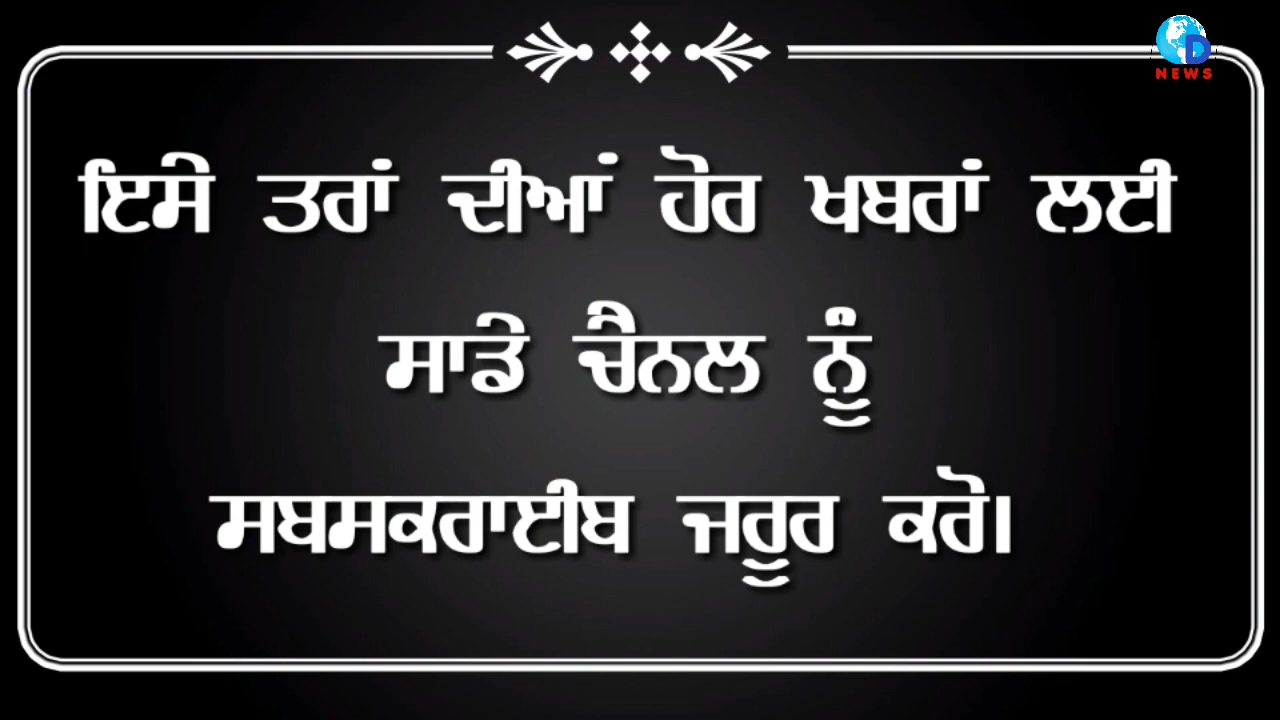 D
NEWS
ਇਸੇ ਤਰਾਂ ਦੀਆਂ ਹੋਰ ਖਬਰਾਂ ਲਈ
ਸਾਡੇ ਚੈਨਲ ਨੂੰ
ਸਬਸਕਰਾਈਬ ਜਰੂਰ ਕਰੋ।